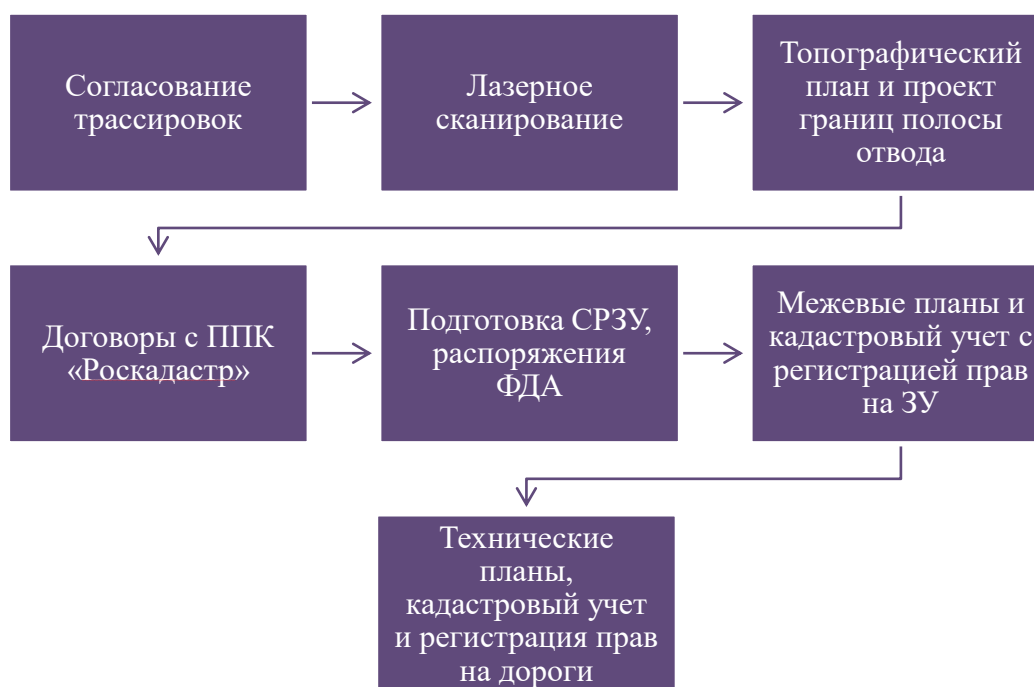 Согласование
трассировок
Лазерное
сканирование
Топографический
план и проект
границ полосы
отвода
Договоры с ППК
«Роскадастр»
Подготовка СРЗУ,
распоряжения
ФДА
Межевые планы и
кадастровый учет с
регистрацией прав
на ЗУ
Технические
планы,
кадастровый учет
и регистрация прав
на дороги